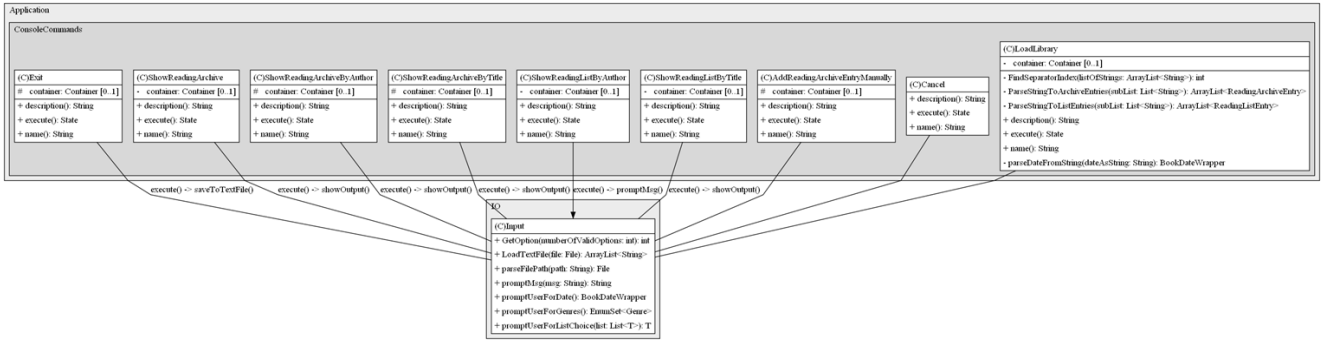 Application
ConsoleCommands
(C)Exit
# container: Container [0..1]
+ description(): String
+ execute(): State
+ name(): String
(C)ShowReadingArchive
- container: Container [0..1]
+ description(): String
+ execute(): State
+ name(): String
(C)ShowReadingArchiveByAuthor
# container: Container [0..1]
+ description(): String
+ execute(): State
+ name(): String
(C)ShowReadingArchiveByTitle
# container: Container [0..1]
+ description(): String
+ execute(): State
+ name(): String
(C)ShowReadingListByAuthor
- container: Container [0..1]
+ description(): String
+ execute(): State
+ name(): String
(C)ShowReadingListByTitle
- container: Container [0..1]
+ description(): String
+ execute(): State
+ name(): String
(C)AddReadingArchiveEntryManually
# container: Container [0..1]
+ description(): String
+ execute(): State
+ name(): String
(C)Cancel
+ description(): String
+ execute(): State
+ name(): String
(C)LoadLibrary
- container: Container [0..1]
- FindSeparatorIndex(listOfStrings: ArrayList<String>): int
- ParseStringToArchiveEntries(subList: List<String>): ArrayList<ReadingArchiveEntry>
- ParseStringToListEntries(subList: List<String>): ArrayList<ReadingListEntry>
+ description(): String
+ execute(): State
+ name(): String
- parseDateFromString(dateAsString: String): BookDateWrapper
execute() -> saveToTextFile()
execute() -> showOutput()
execute() -> showOutput()
execute() -> showOutput()
execute() -> promptMsg()
execute() -> showOutput()
IO
(C)Input
+ GetOption(numberOfValidOptions: int): int
+ LoadTextFile(file: File): ArrayList<String>
+ parseFilePath(path: String): File
+ promptMsg(msg: String): String
+ promptUserForDate(): BookDateWrapper
+ promptUserForGenres(): EnumSet<Genre>
+ promptUserForListChoice(list: List<T>): T